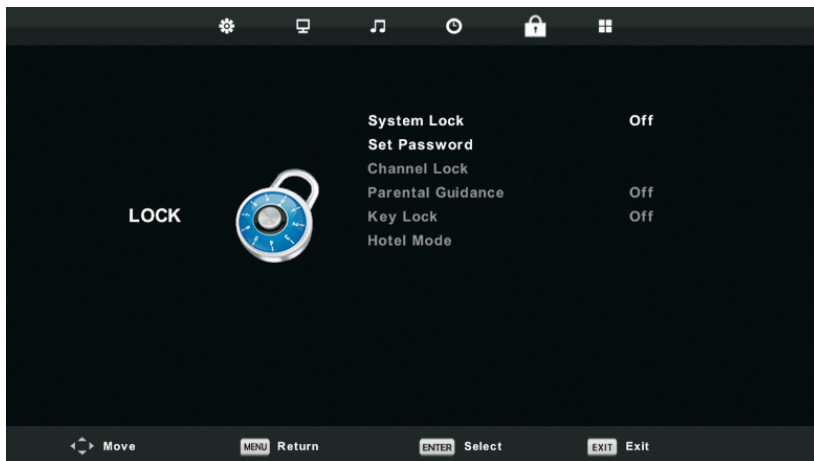 System Lock Off
Set Password
Channel Lock
Parental Guidance Off
LOCK Key Lock Off
Hotel Mode
Move MENU Return ENTER Select EXIT Exit